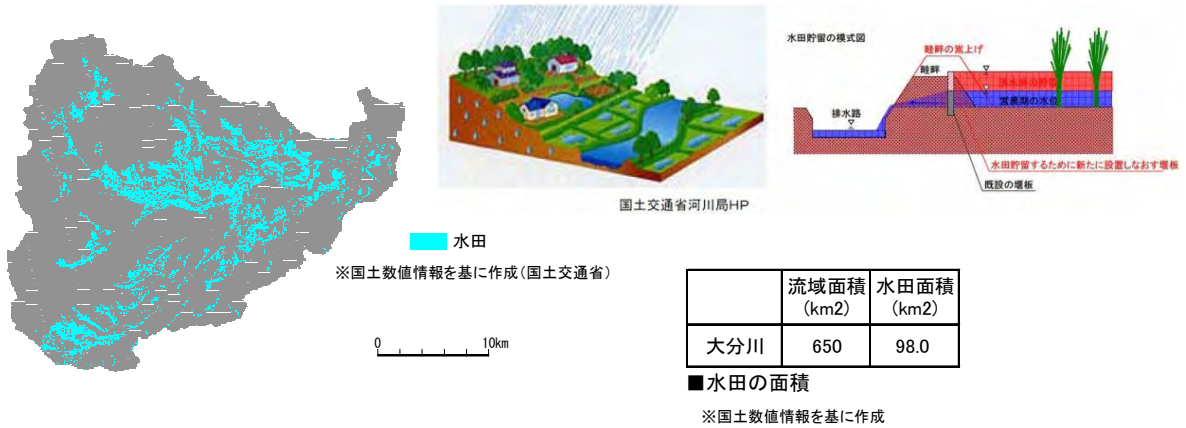 水田貯留の模式図
畦畔の嵩上げ
畦畔
営農期の水位
排水路
水田貯留するために新たに設置しなおす堰板
既設の堰板
国土交通省河川局HP
水田
※国土数値情報を基に作成(国土交通省)
0 10km
流域面積 水田面積
(km2) (km2)
大分川 650 98.0
■水田の面積
※国土数値情報を基に作成